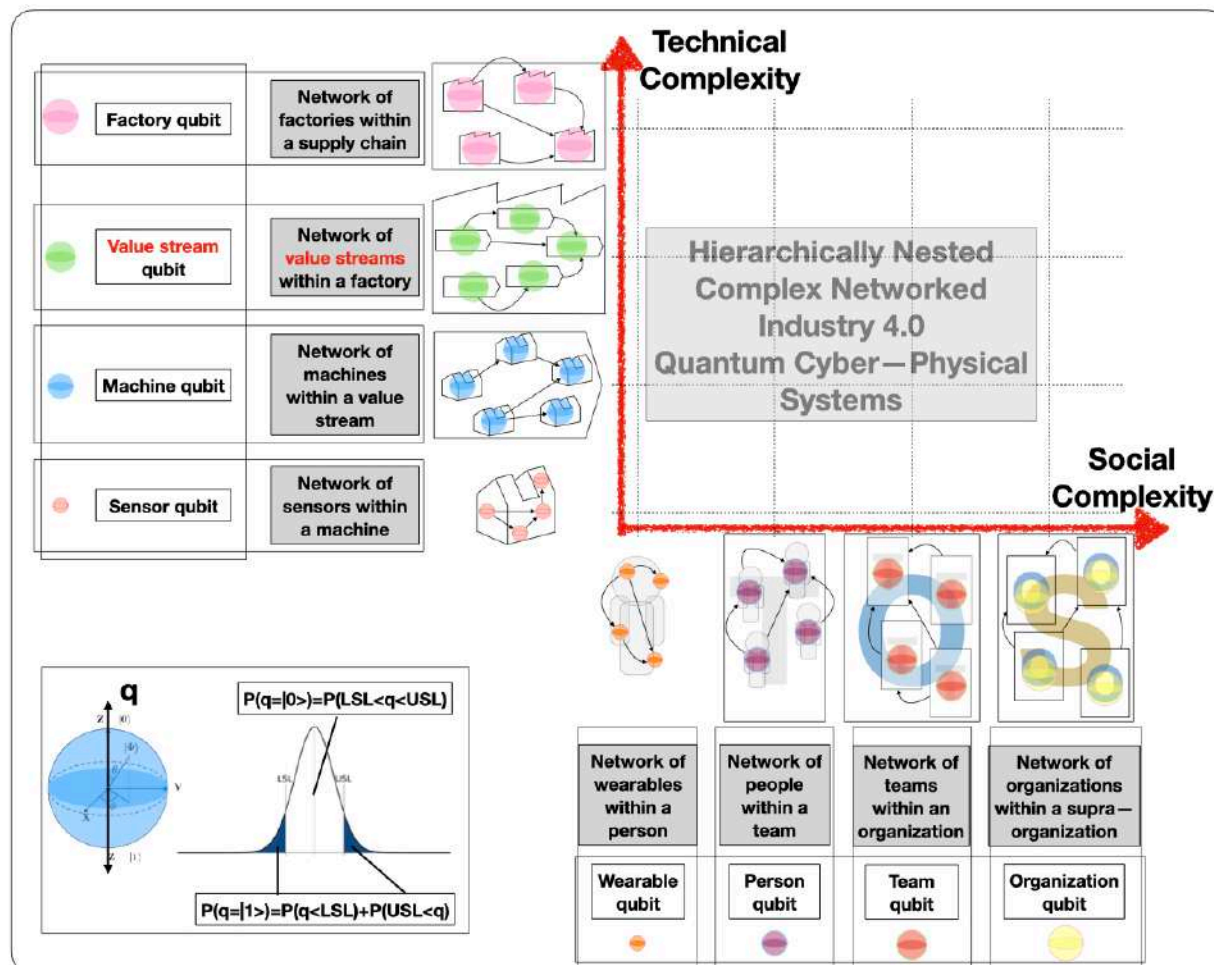 Technical
Complexity
Factory qubit
Network of
factories within
a supply chain
Value stream
qubit
Network of
value streams
within a factory
Machine qubit
Network of
machines
within a value
stream
Sensor qubit
Network of
sensors within
a machine
Hierarchically Nested
Complex Networked
Industry 4.0
Quantum Cyber—Physical
Systems
Social
Complexity
O
S
q
Z
|0⟩
θ
Y
X
Z
|1⟩
P(q=|0>)=P(LSL<q<USL)
LSL
USL
P(q=|1>)=P(q<LSL)+P(USL<q)
Network of
wearables
within a
person
Network of
people
within a
team
Network of
teams
within an
organization
Network of
organizations
within a supra—
organization
Wearable
qubit
Person
qubit
Team
qubit
Organization
qubit